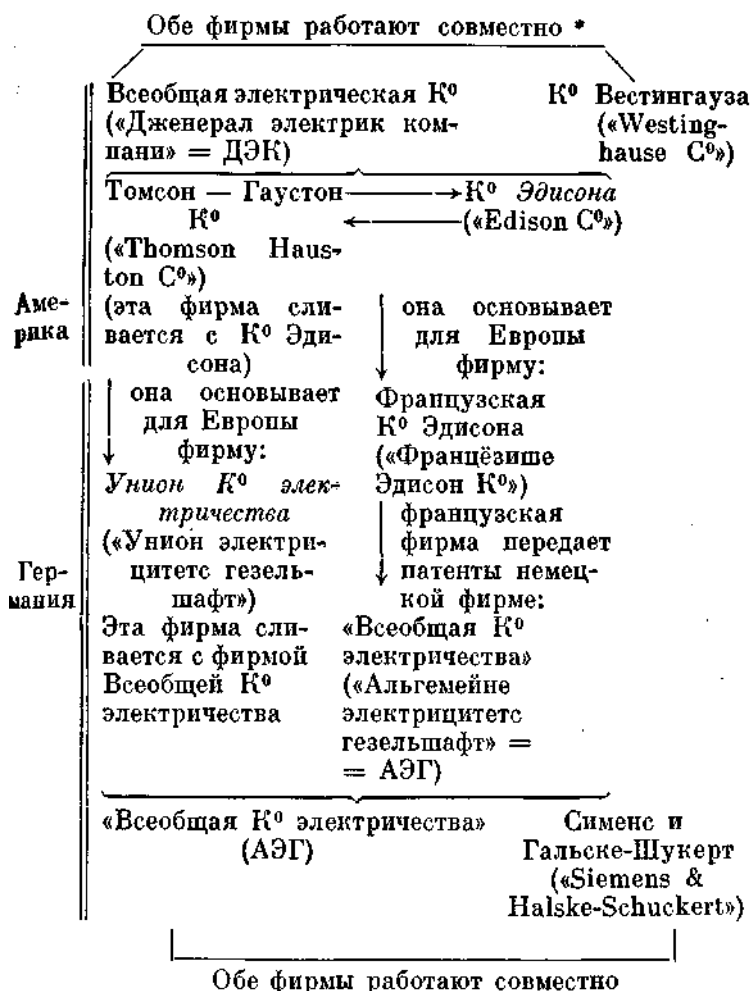 Обе фирмы работают совместно *
Всеобщая электрическая К⁰
(«Дженерал электрик ком-
пани» = ДЭК)
К⁰ Вестингауза
(«Westing-
hause C⁰»)
Томсон — Гаустон
К⁰
(«Thomson Haus-
ton C⁰»)
(эта фирма сли-
вается с К⁰ Эди-
сона)
К⁰ Эдисона
(«Edison C⁰»)
Аме-
рика
она основывает
для Европы
фирму:
Унион К⁰ элек-
тричества
(«Унион электри-
цитетс гезель-
шафт»)
Эта фирма сли-
вается с фирмой
Всеобщей К⁰
электричества
она основывает
для Европы
фирму:
Французская
К⁰ Эдисона
(«Францёзише
Эдисон К⁰»)
французская
фирма передает
патенты немец-
кой фирме:
«Всеобщая К⁰
электричества»
(«Альгемейне
электрицитетс
гезельшафт» =
= АЭГ)
Гер-
мания
«Всеобщая К⁰ электричества»
(АЭГ)
Сименс и
Гальске-Шукерт
(«Siemens &
Halske-Schuckert»)
Обе фирмы работают совместно